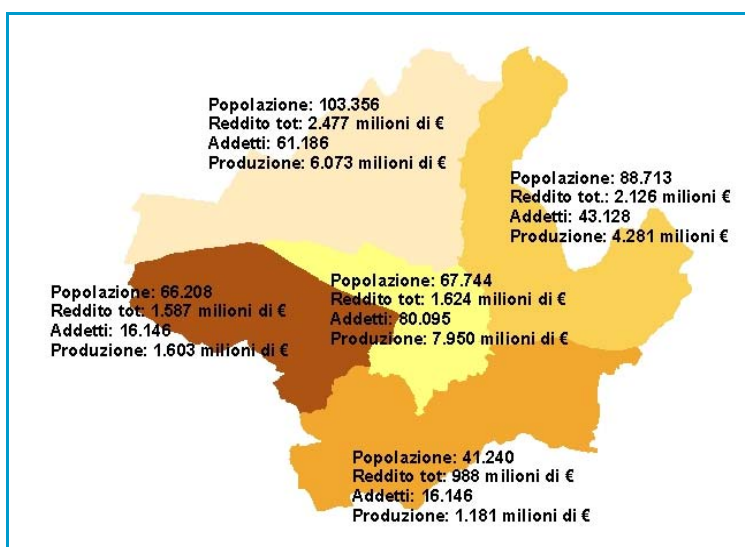 Popolazione: 103.356
Reddito tot: 2.477 milioni di €
Addetti: 61.186
Produzione: 6.073 milioni di €
Popolazione: 88.713
Reddito tot.: 2.126 milioni €
Addetti: 43.128
Produzione: 4.281 milioni €
Popolazione: 66.208
Reddito tot: 1.587 milioni di €
Addetti: 16.146
Produzione: 1.603 milioni di €
Popolazione: 67.744
Reddito tot: 1.624 milioni di €
Addetti: 80.095
Produzione: 7.950 milioni di €
Popolazione: 41.240
Reddito tot: 988 milioni di €
Addetti: 16.146
Produzione: 1.181 milioni di €